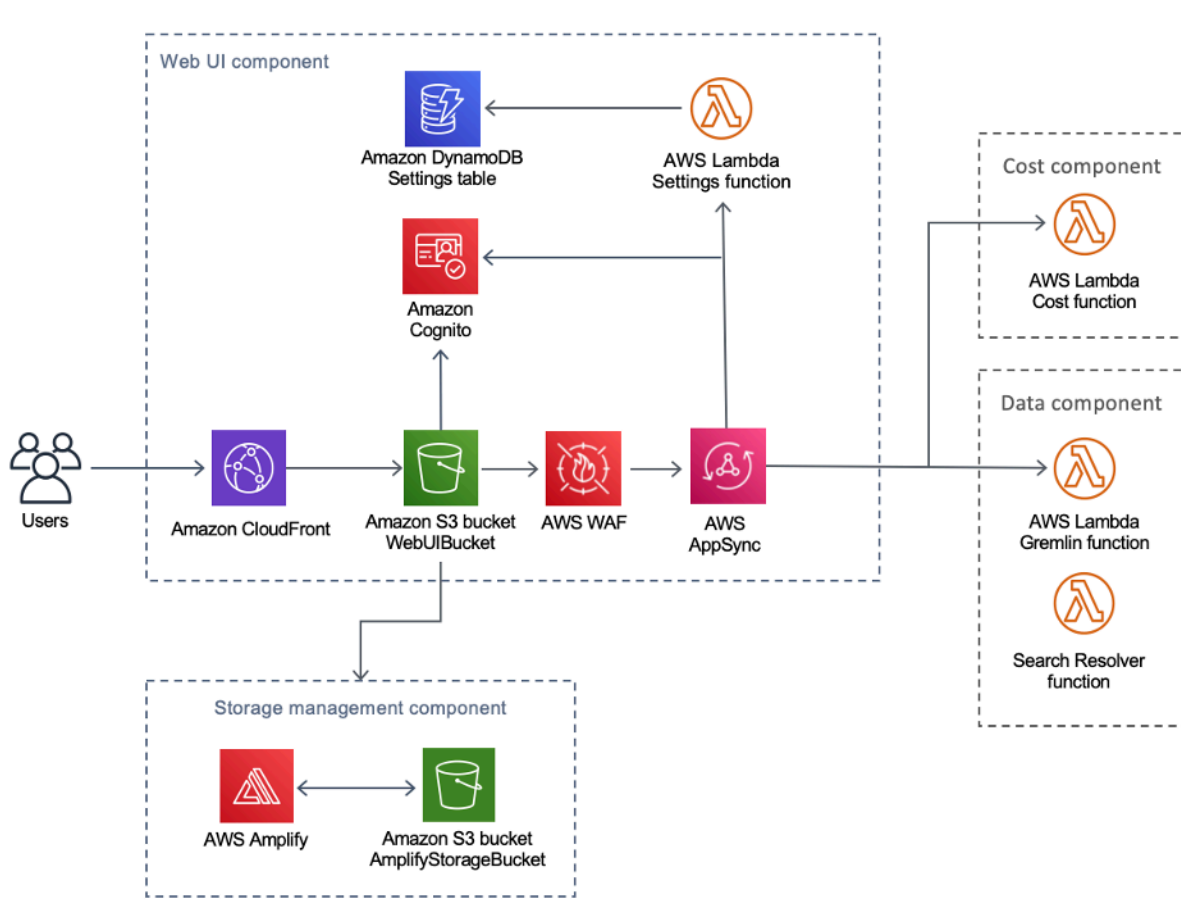 Web UI component
Amazon DynamoDB
Settings table
AWS Lambda
Settings function
Cost component
AWS Lambda
Cost function
Amazon
Cognito
Data component
Users
Amazon CloudFront
Amazon S3 bucket
WebUIBucket
AWS WAF
AWS
AppSync
AWS Lambda
Gremlin function
Search Resolver
function
Storage management component
AWS Amplify
Amazon S3 bucket
AmplifyStorageBucket